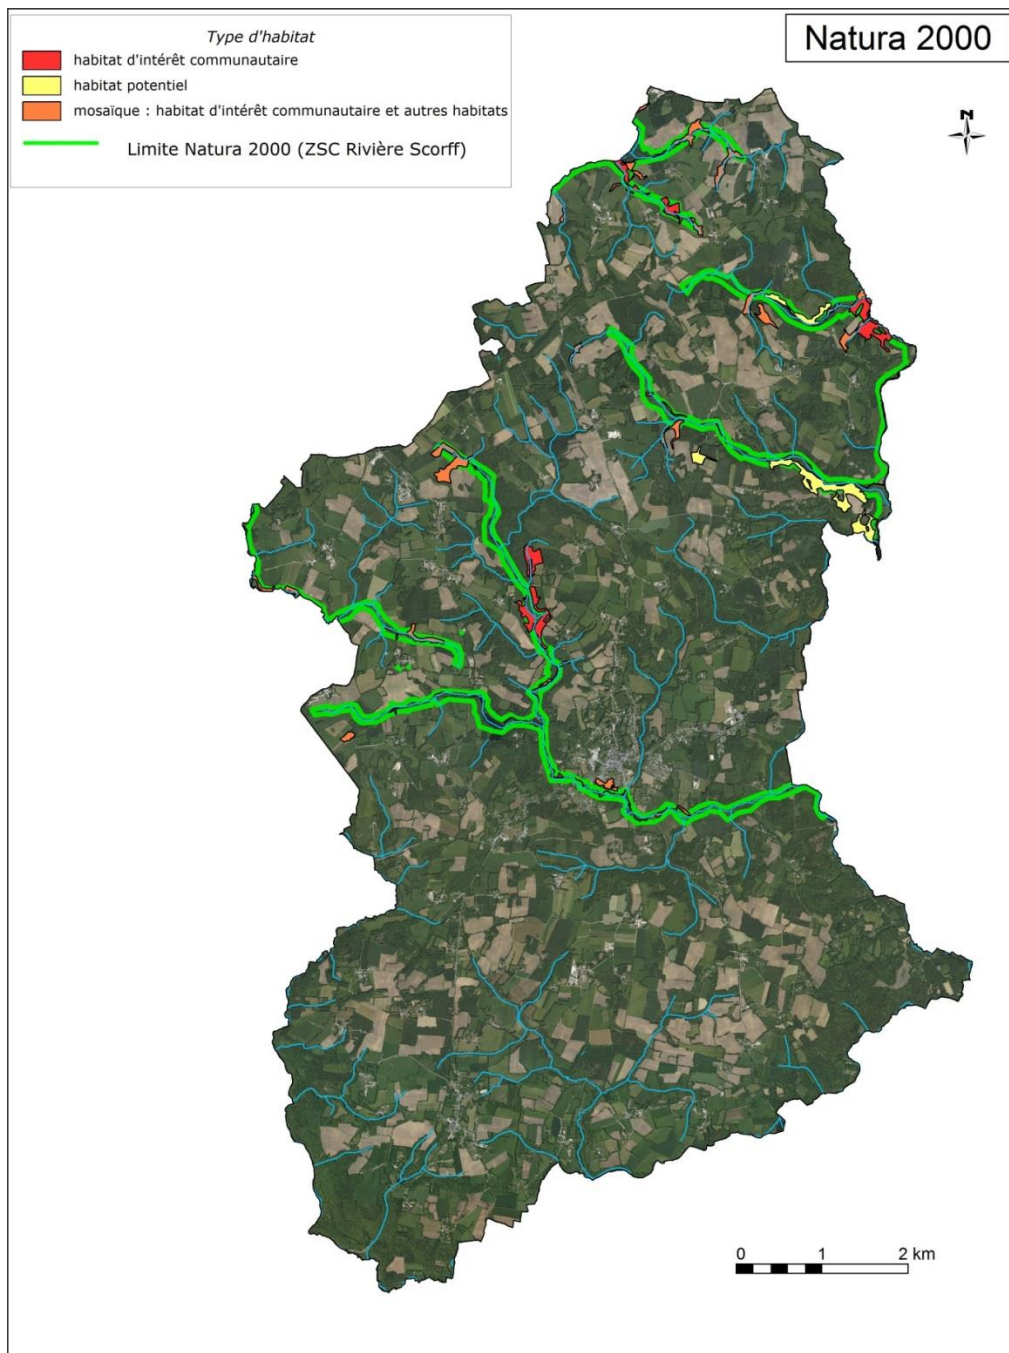 Type d'habitat
habitat d'intérêt communautaire
habitat potentiel
mosaïque : habitat d'intérêt communautaire et autres habitats
Limite Natura 2000 (ZSC Rivière Scorff)
Natura 2000
N
0 1 2 km